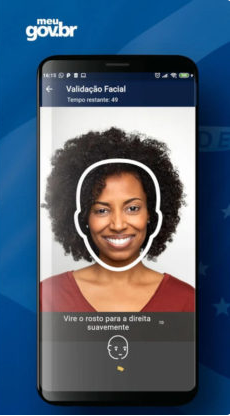 meu
gov.br
16:15
Validação Facial
Tempo restante: 49
Vire o rosto para a direita
suavemente